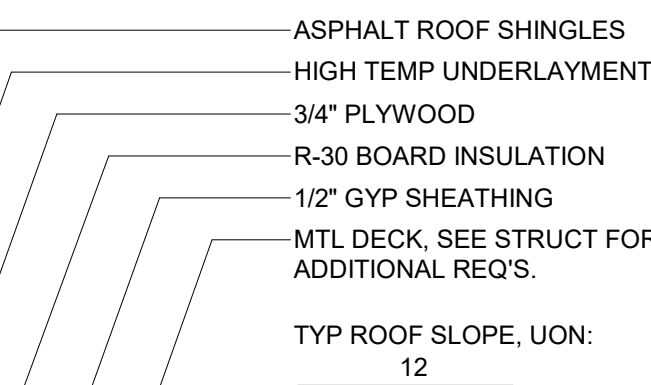 ASPHALT ROOF SHINGLES
HIGH TEMP UNDERLAYMENT
3/4" PLYWOOD
R-30 BOARD INSULATION
1/2" GYP SHEATHING
MTL DECK, SEE STRUCT FOR
ADDITIONAL REQ'S.
TYP ROOF SLOPE, UON:
12